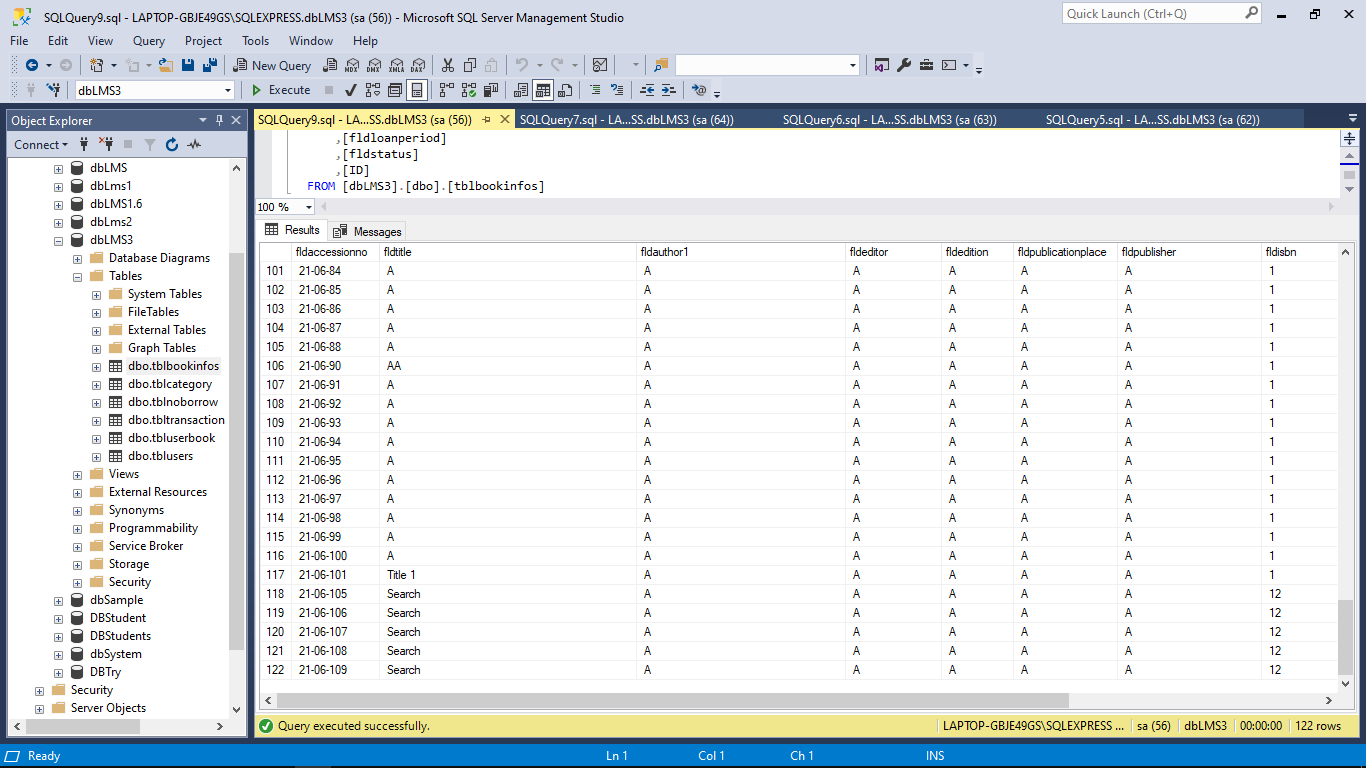 SQLQuery9.sql - LAPTOP-GBJE49GS\SQLEXPRESS.dbLMS3 (sa (56)) - Microsoft SQL Server Management Studio
Quick Launch (Ctrl+Q)
File Edit View Query Project Tools Window Help
New Query MDX DMX XMLA DAX
dbLMS3 Execute
Object Explorer
Connect
dbLMS
dbLms1
dbLMS1.6
dbLms2
dbLMS3
Database Diagrams
Tables
System Tables
FileTables
External Tables
Graph Tables
dbo.tblbookinfos
dbo.tblcategory
dbo.tblnoborrow
dbo.tbltransaction
dbo.tbluserbook
dbo.tblusers
Views
External Resources
Synonyms
Programmability
Service Broker
Storage
Security
dbSample
DBStudent
DBStudents
dbSystem
DBTry
Security
Server Objects
SQLQuery9.sql - LA...SS.dbLMS3 (sa (56)) SQLQuery7.sql - LA...SS.dbLMS3 (sa (64)) SQLQuery6.sql - LA...SS.dbLMS3 (sa (63)) SQLQuery5.sql - LA...SS.dbLMS3 (sa (62))
,[fldloanperiod]
,[fldstatus]
,[ID]
FROM [dbLMS3].[dbo].[tblbookinfos]
100 %
Results Messages
fldaccessionno fldtitle fldauthor1 fldeditor fldedition fldpublicationplace fldpublisher fldisbn
101 21-06-84 A A A A A A 1
102 21-06-85 A A A A A A 1
103 21-06-86 A A A A A A 1
104 21-06-87 A A A A A A 1
105 21-06-88 A A A A A A 1
106 21-06-90 AA A A A A A 1
107 21-06-91 A A A A A A 1
108 21-06-92 A A A A A A 1
109 21-06-93 A A A A A A 1
110 21-06-94 A A A A A A 1
111 21-06-95 A A A A A A 1
112 21-06-96 A A A A A A 1
113 21-06-97 A A A A A A 1
114 21-06-98 A A A A A A 1
115 21-06-99 A A A A A A 1
116 21-06-100 A A A A A A 1
117 21-06-101 Title 1 A A A A A 1
118 21-06-105 Search A A A A A 12
119 21-06-106 Search A A A A A 12
120 21-06-107 Search A A A A A 12
121 21-06-108 Search A A A A A 12
122 21-06-109 Search A A A A A 12
Query executed successfully. LAPTOP-GBJE49GS\SQLEXPRESS ... sa (56) dbLMS3 00:00:00 122 rows
Ready Ln 1 Col 1 Ch 1 INS